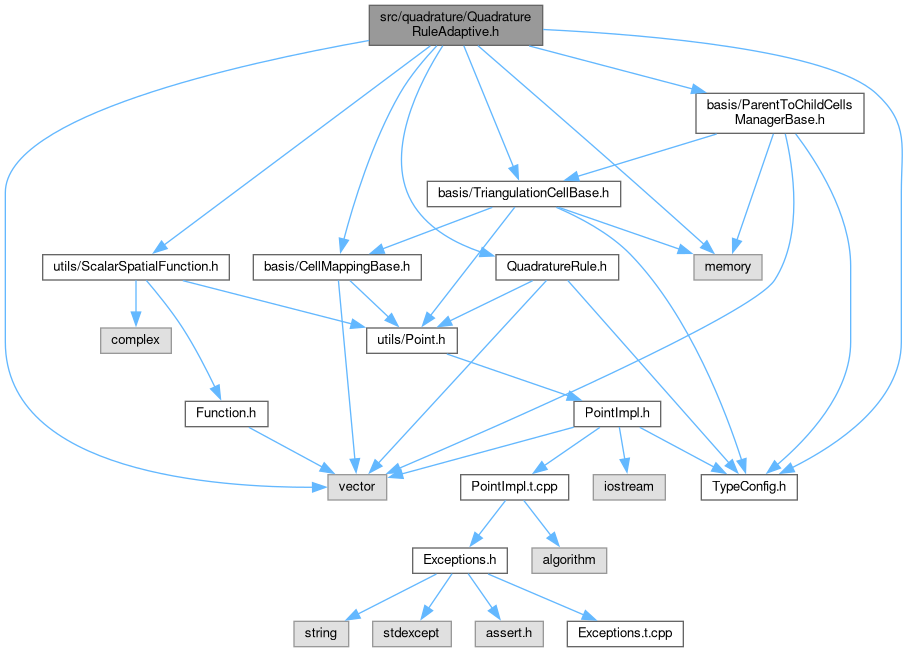 src/quadrature/Quadrature
RuleAdaptive.h
basis/ParentToChildCells
ManagerBase.h
basis/TriangulationCellBase.h
utils/ScalarSpatialFunction.h
basis/CellMappingBase.h
QuadratureRule.h
memory
complex
utils/Point.h
Function.h
PointImpl.h
vector
PointImpl.t.cpp
iostream
TypeConfig.h
Exceptions.h
algorithm
string
stdexcept
assert.h
Exceptions.t.cpp